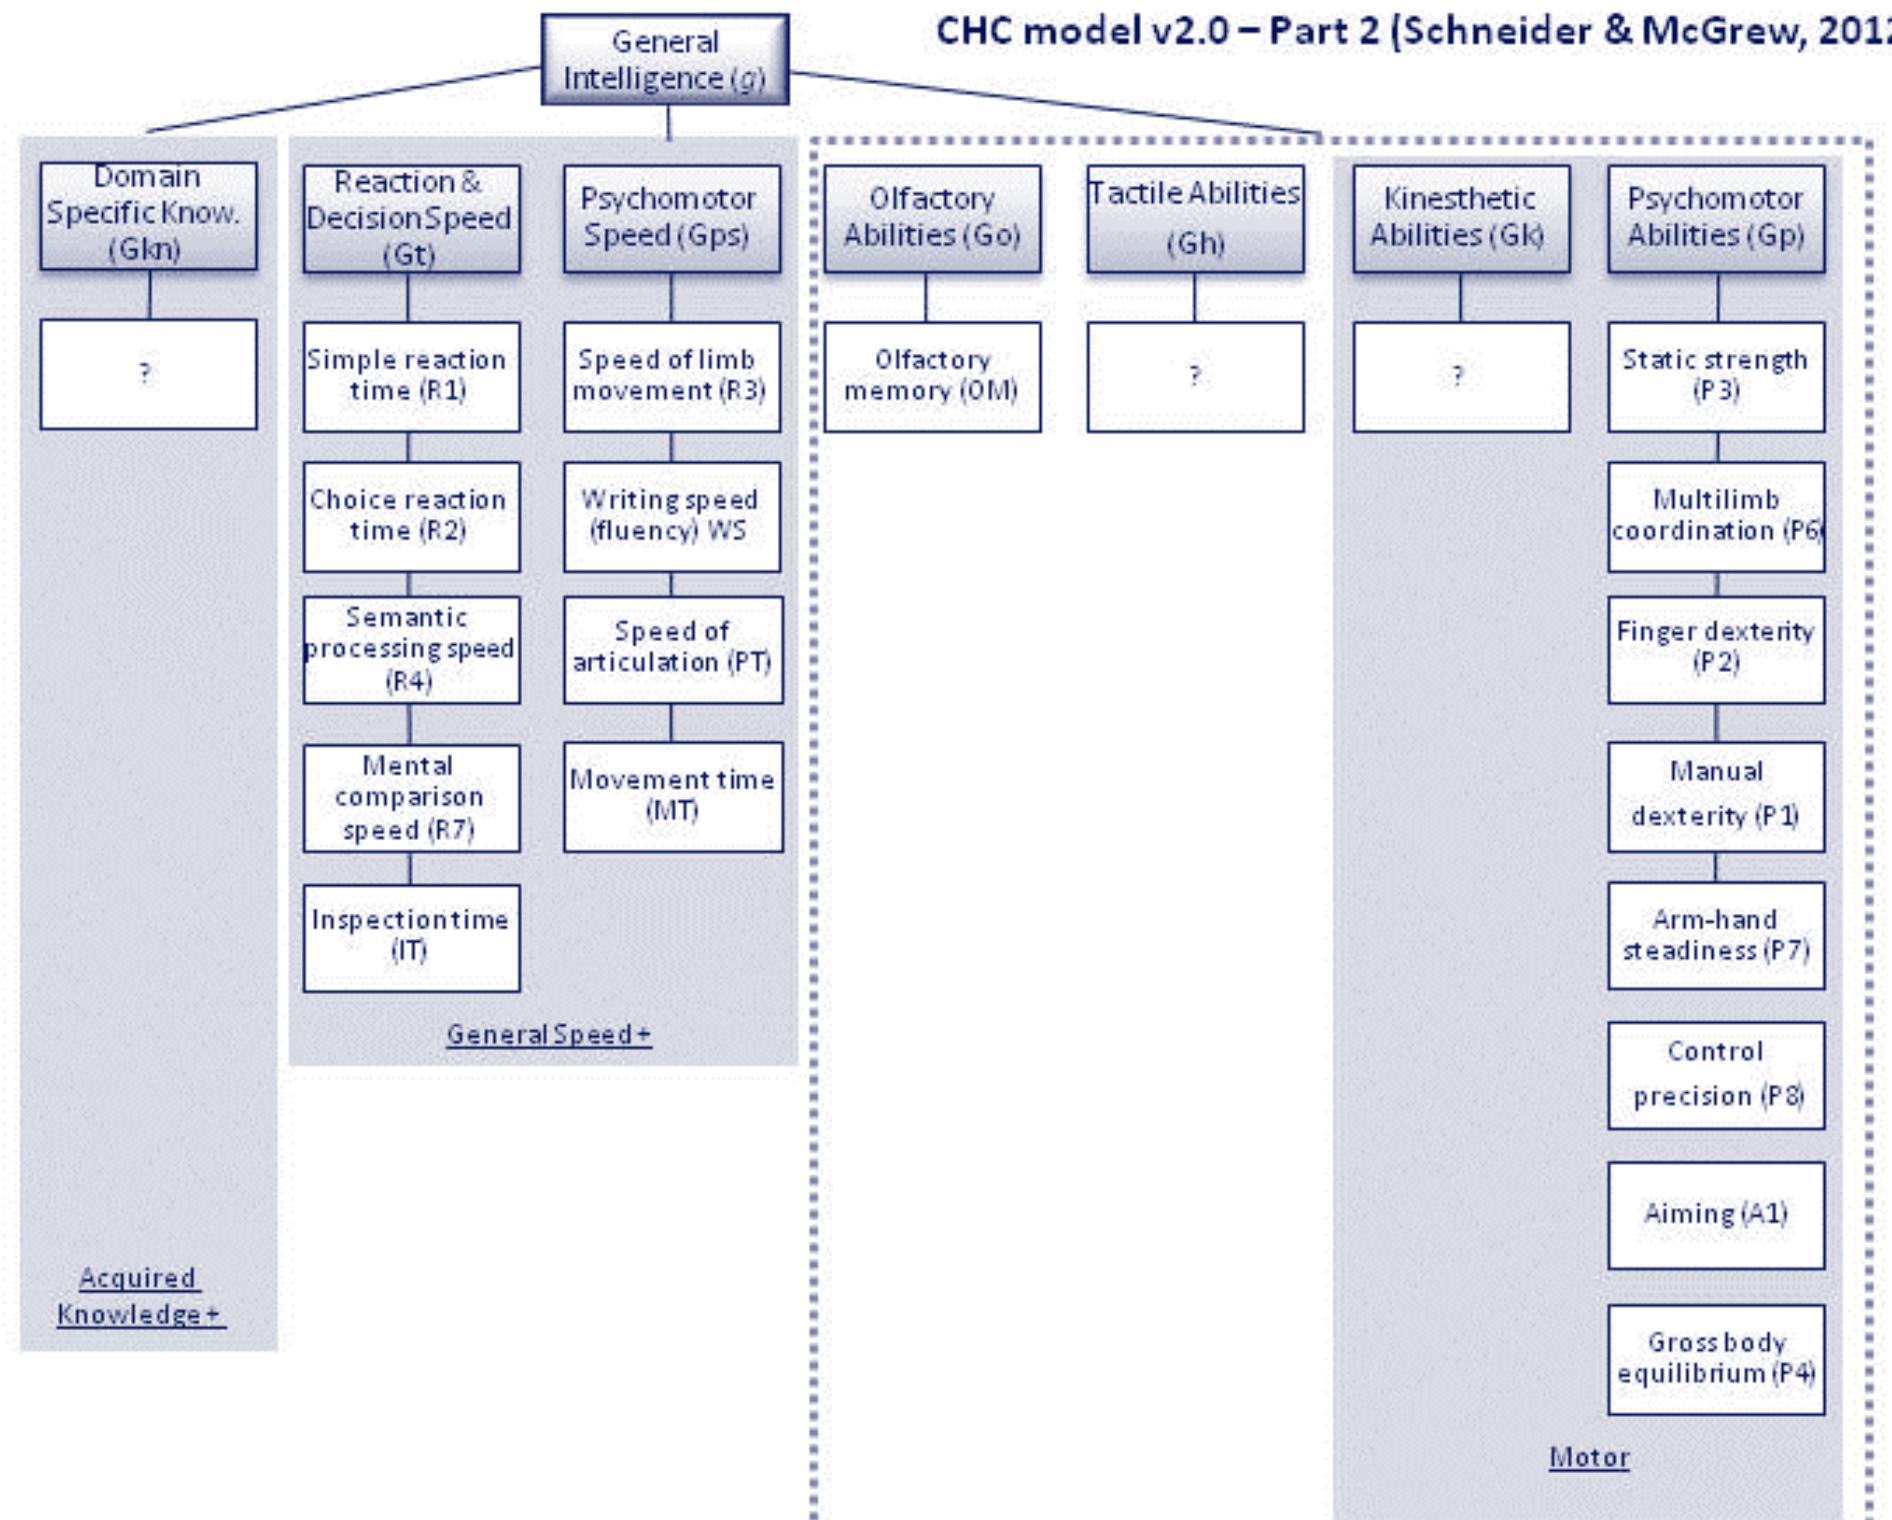 CHC model v2.0 – Part 2 (Schneider & McGrew, 2012
General
Intelligence (g)
Domain
Specific Know.
(Gkn)
?
Acquired
Knowledge+
Reaction &
Decision Speed
(Gt)
Simple reaction
time (R1)
Choice reaction
time (R2)
Semantic
processing speed
(R4)
Mental
comparison
speed (R7)
Inspection time
(IT)
Psychomotor
Speed (Gps)
Speed of limb
movement (R3)
Writing speed
(fluency) WS
Speed of
articulation (PT)
Movement time
(MT)
General Speed+
Olfactory
Abilities (Go)
Olfactory
memory (OM)
Tactile Abilities
(Gh)
?
Kinesthetic
Abilities (Gk)
?
Psychomotor
Abilities (Gp)
Static strength
(P3)
Multilimb
coordination (P6)
Finger dexterity
(P2)
Manual
dexterity (P1)
Arm-hand
steadiness (P7)
Control
precision (P8)
Aiming (A1)
Gross body
equilibrium (P4)
Motor